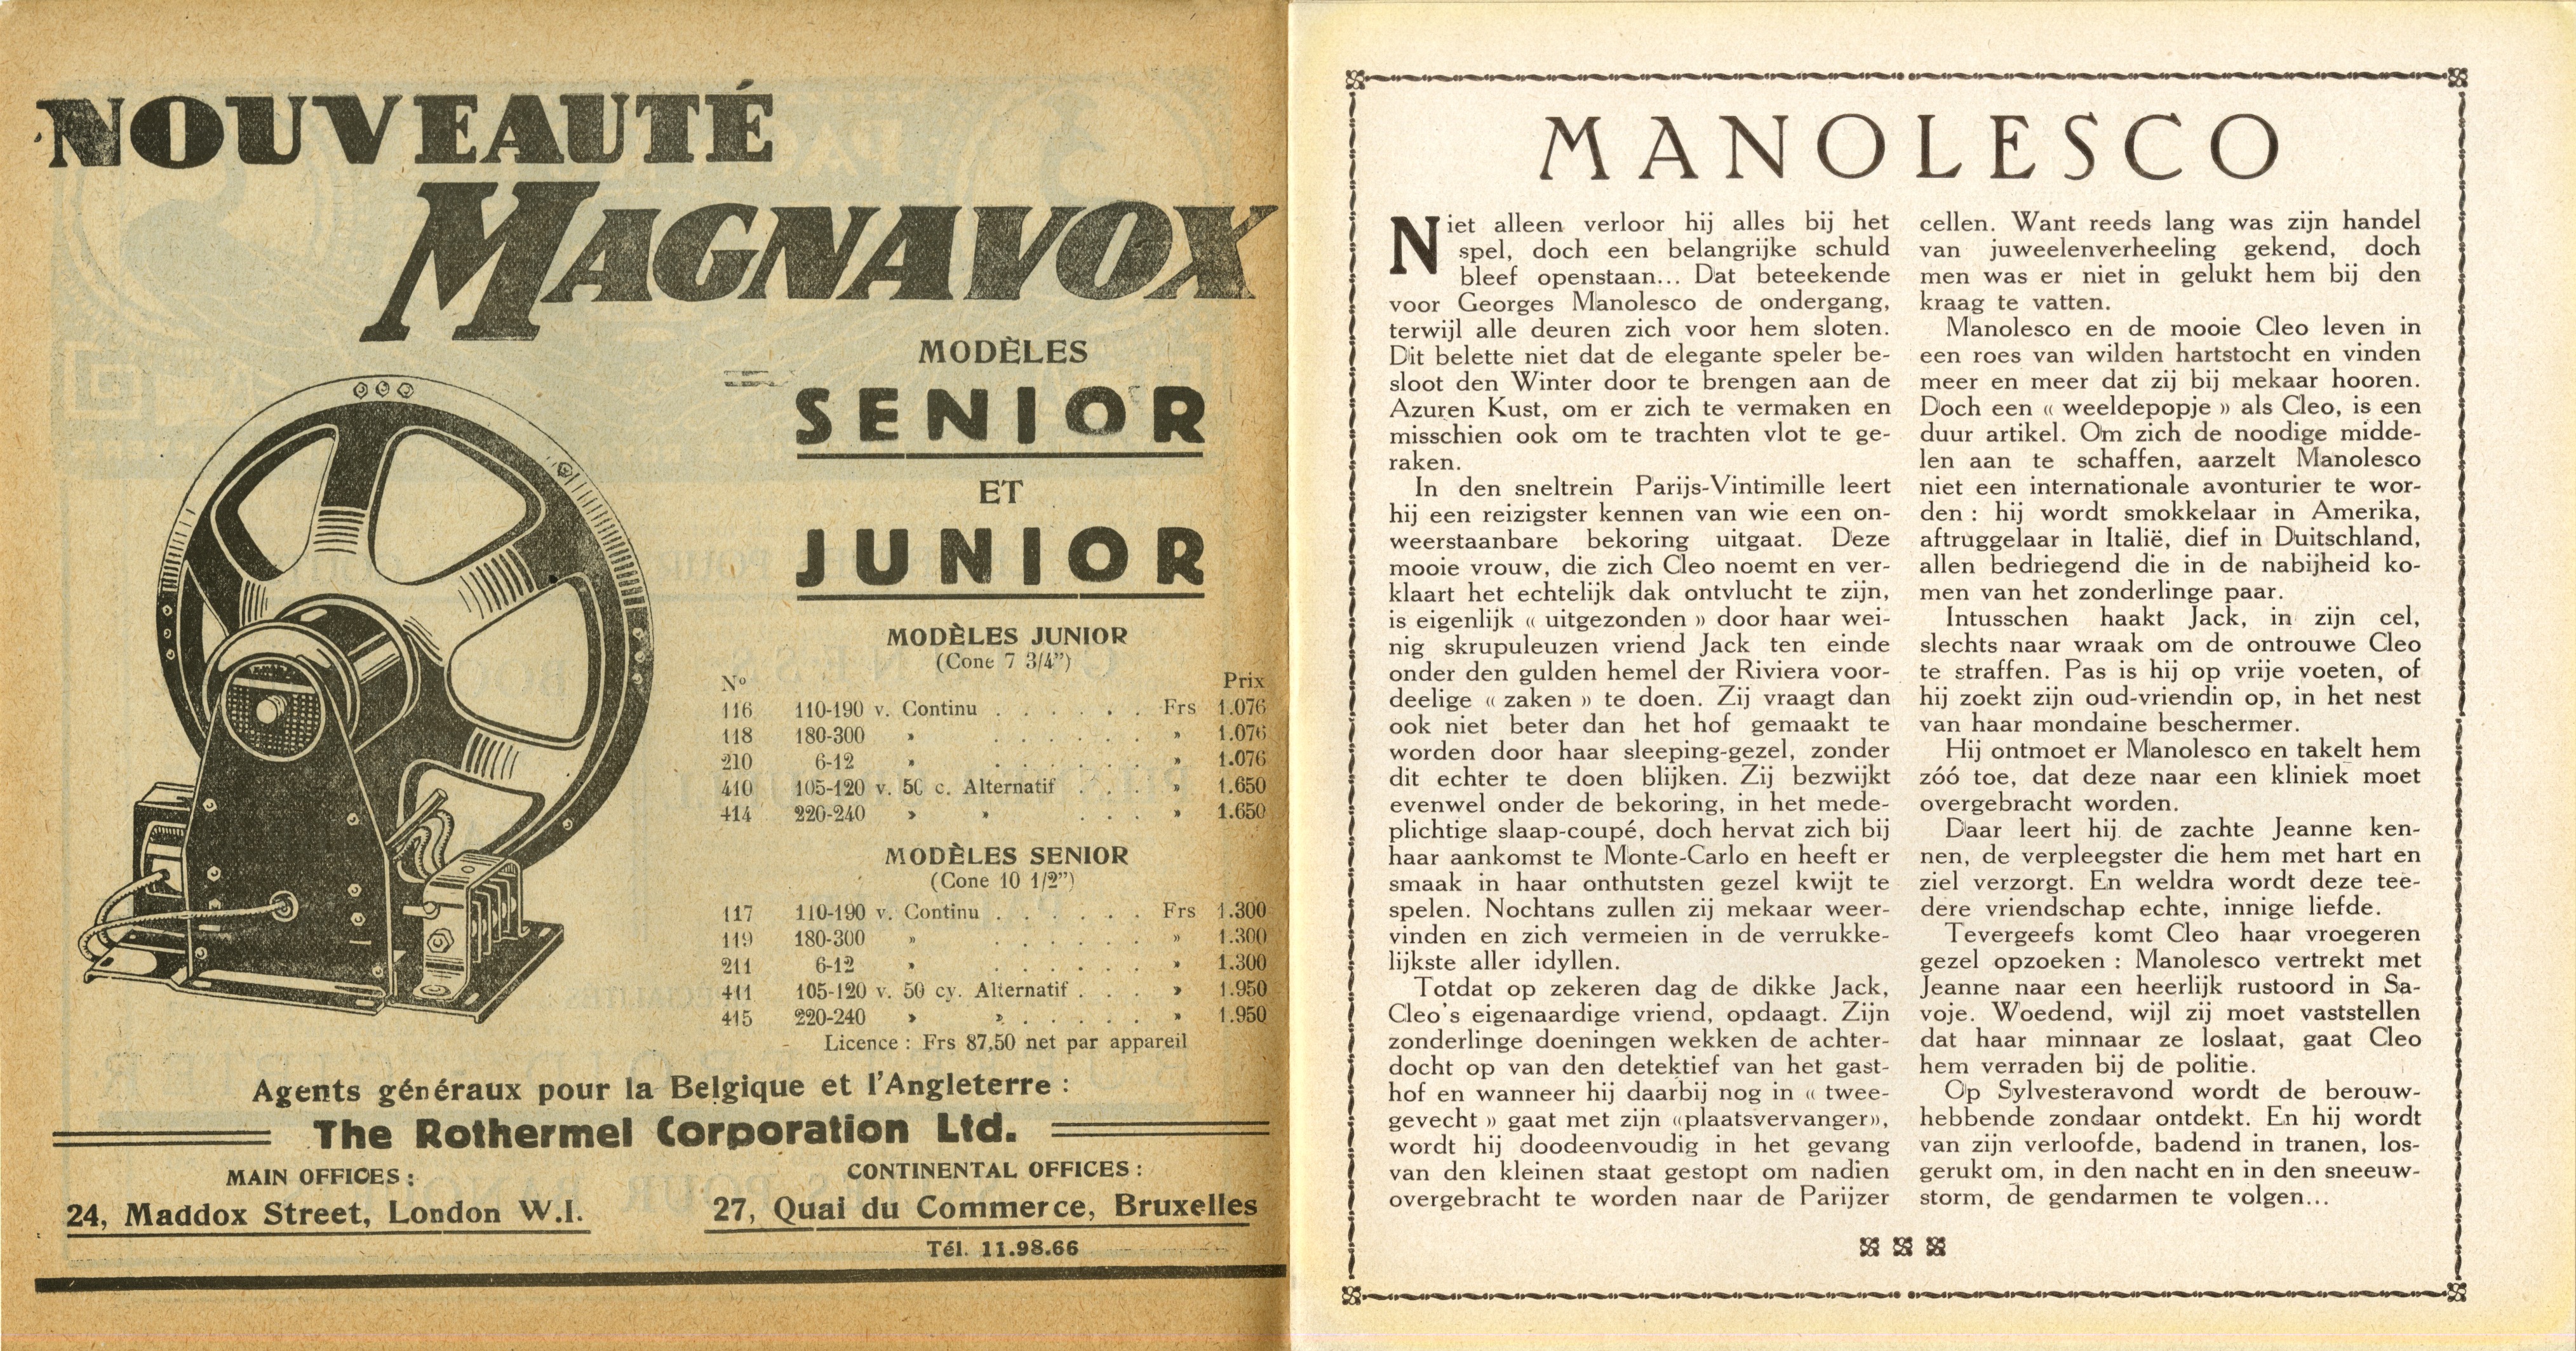 NOUVEAUTÉ
MAGNAVOX
MODÈLES
SENIOR
ET
JUNIOR
MODÈLES JUNIOR
(Cone 7 3/4”)
Nº Prix
116 110-190 v. Continu . . . . . . Frs 1.076
118 180-300 » . . . . . . » 1.076
210 6-12 » . . . . . . » 1.076
410 105-120 v. 50 c. Alternatif . . . » 1.650
414 220-240 » » . . . » 1.650
MODÈLES SENIOR
(Cone 10 1/2”)
117 110-190 v. Continu . . . . . . Frs 1.300
119 180-300 » . . . . . . » 1.300
211 6-12 » . . . . . . » 1.300
411 105-120 v. 50 cy. Alternatif . . . » 1.950
415 220-240 » » . . . . . » 1.950
Licence : Frs 87,50 net par appareil
Agents généraux pour la Belgique et l'Angleterre :
The Rothermel Corporation Ltd.
MAIN OFFICES :
24, Maddox Street, London W.I.
CONTINENTAL OFFICES :
27, Quai du Commerce, Bruxelles
Tél. 11.98.66
MANOLESCO
Niet alleen verloor hij alles bij het
spel, doch een belangrijke schuld
bleef openstaan... Dat beteekende
voor Georges Manolesco de ondergang,
terwijl alle deuren zich voor hem sloten.
Dit belette niet dat de elegante speler be-
sloot den Winter door te brengen aan de
Azuren Kust, om er zich te vermaken en
misschien ook om te trachten vlot te ge-
raken.
In den sneltrein Parijs-Vintimille leert
hij een reizigster kennen van wie een on-
weerstaanbare bekoring uitgaat. Deze
mooie vrouw, die zich Cleo noemt en ver-
klaart het echtelijk dak ontvlucht te zijn,
is eigenlijk « uitgezonden » door haar wei-
nig skrupuleuzen vriend Jack ten einde
onder den gulden hemel der Riviera voor-
deelige « zaken » te doen. Zij vraagt dan
ook niet beter dan het hof gemaakt te
worden door haar sleeping-gezel, zonder
dit echter te doen blijken. Zij bezwijkt
evenwel onder de bekoring, in het mede-
plichtige slaap-coupé, doch hervat zich bij
haar aankomst te Monte-Carlo en heeft er
smaak in haar onthutsten gezel kwijt te
spelen. Nochtans zullen zij mekaar weer-
vinden en zich vermeien in de verrukke-
lijkste aller idyllen.
Totdat op zekeren dag de dikke Jack,
Cleo's eigenaardige vriend, opdaagt. Zijn
zonderlinge doeningen wekken de achter-
docht op van den detektief van het gast-
hof en wanneer hij daarbij nog in « twee-
gevecht » gaat met zijn «plaatsvervanger»,
wordt hij doodeenvoudig in het gevang
van den kleinen staat gestopt om nadien
overgebracht te worden naar de Parijzer
cellen. Want reeds lang was zijn handel
van juweelenverheeling gekend, doch
men was er niet in gelukt hem bij den
kraag te vatten.
Manolesco en de mooie Cleo leven in
een roes van wilden hartstocht en vinden
meer en meer dat zij bij mekaar hooren.
Doch een « weeldepopje » als Cleo, is een
duur artikel. Om zich de noodige midde-
len aan te schaffen, aarzelt Manolesco
niet een internationale avonturier te wor-
den : hij wordt smokkelaar in Amerika,
aftruggelaar in Italië, dief in Duitschland,
allen bedriegend die in de nabijheid ko-
men van het zonderlinge paar.
Intusschen haakt Jack, in zijn cel,
slechts naar wraak om de ontrouwe Cleo
te straffen. Pas is hij op vrije voeten, of
hij zoekt zijn oud-vriendin op, in het nest
van haar mondaine beschermer.
Hij ontmoet er Manolesco en takelt hem
zóó toe, dat deze naar een kliniek moet
overgebracht worden.
Daar leert hij de zachte Jeanne ken-
nen, de verpleegster die hem met hart en
ziel verzorgt. En weldra wordt deze tee-
dere vriendschap echte, innige liefde.
Tevergeefs komt Cleo haar vroegeren
gezel opzoeken : Manolesco vertrekt met
Jeanne naar een heerlijk rustoord in Sa-
voje. Woedend, wijl zij moet vaststellen
dat haar minnaar ze loslaat, gaat Cleo
hem verraden bij de politie.
Op Sylvesteravond wordt de berouw-
hebbende zondaar ontdekt. En hij wordt
van zijn verloofde, badend in tranen, los-
gerukt om, in den nacht en in den sneeuw-
storm, de gendarmen te volgen...